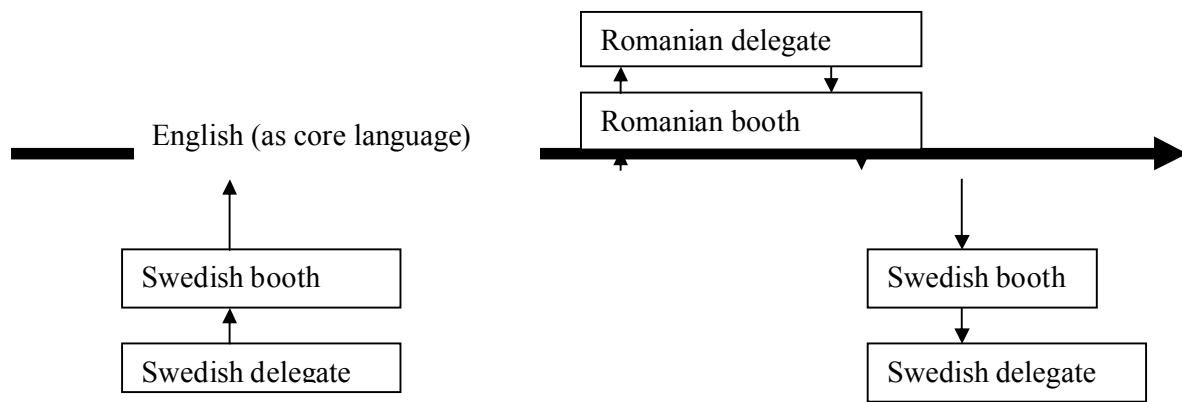 Romanian delegate
Romanian booth
English (as core language)
Swedish booth
Swedish booth
Swedish delegate
Swedish delegate